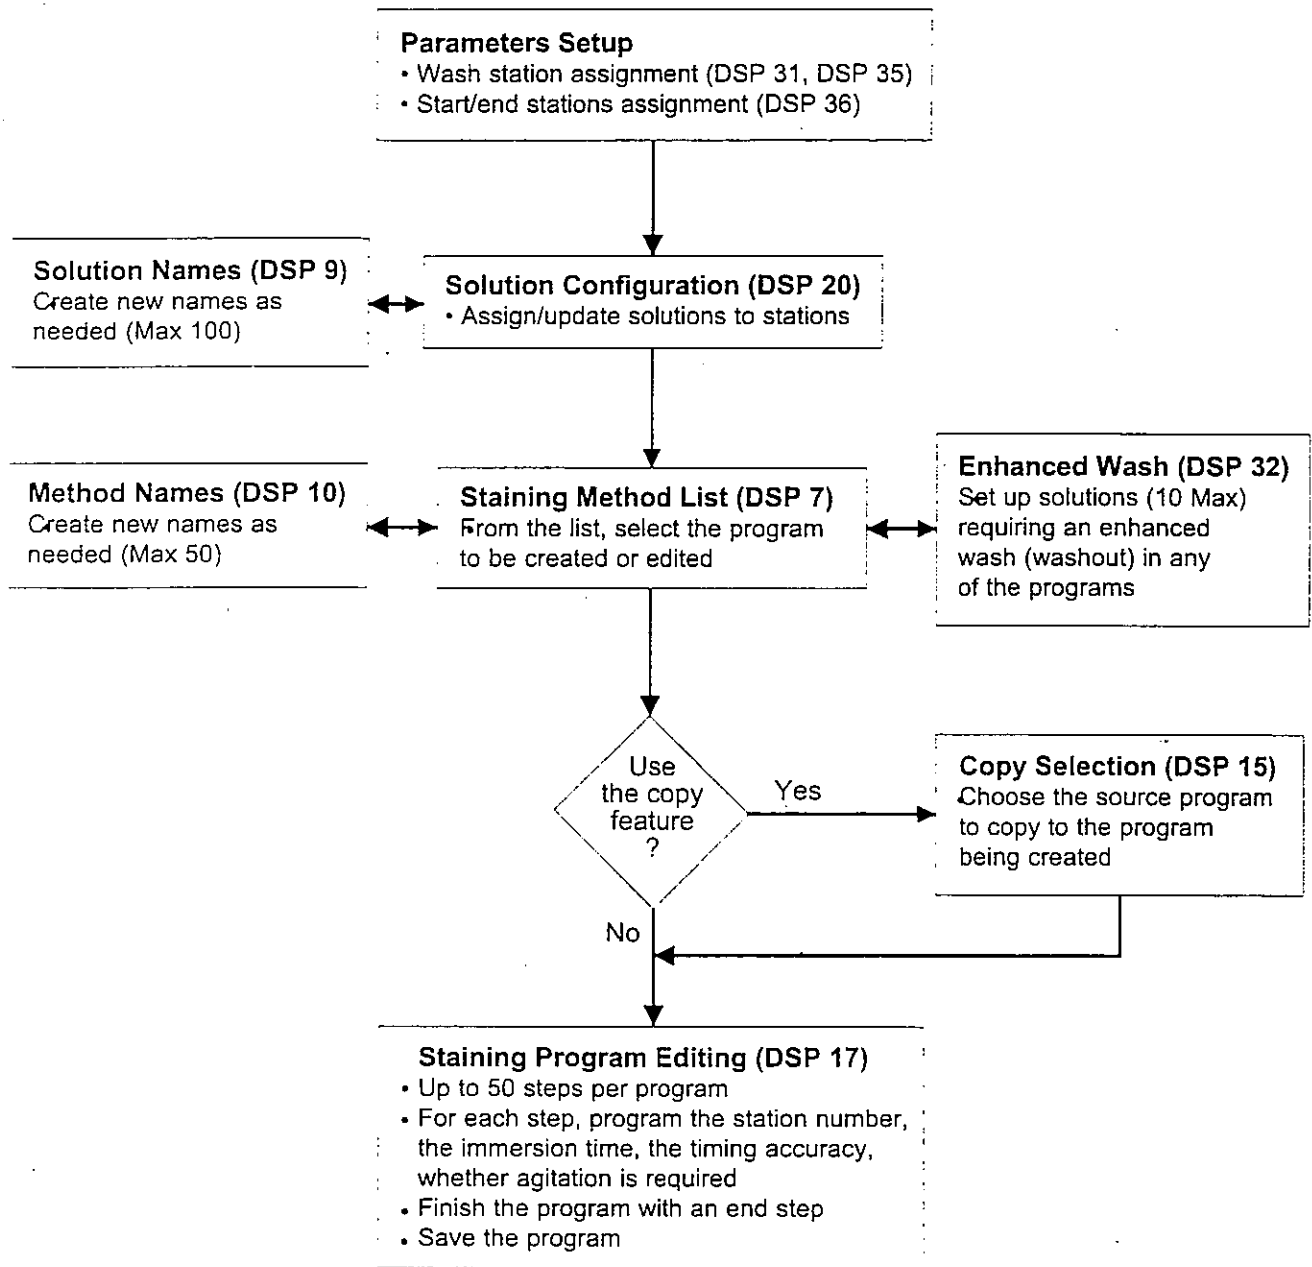 Parameters Setup
• Wash station assignment (DSP 31, DSP 35)
• Start/end stations assignment (DSP 36)
Solution Names (DSP 9)
Create new names as
needed (Max 100)
Solution Configuration (DSP 20)
• Assign/update solutions to stations
Method Names (DSP 10)
Create new names as
needed (Max 50)
Staining Method List (DSP 7)
From the list, select the program
to be created or edited
Enhanced Wash (DSP 32)
Set up solutions (10 Max)
requiring an enhanced
wash (washout) in any
of the programs
Use
the copy
feature
?
Yes
No
Copy Selection (DSP 15)
Choose the source program
to copy to the program
being created
Staining Program Editing (DSP 17)
• Up to 50 steps per program
• For each step, program the station number,
the immersion time, the timing accuracy,
whether agitation is required
• Finish the program with an end step
• Save the program